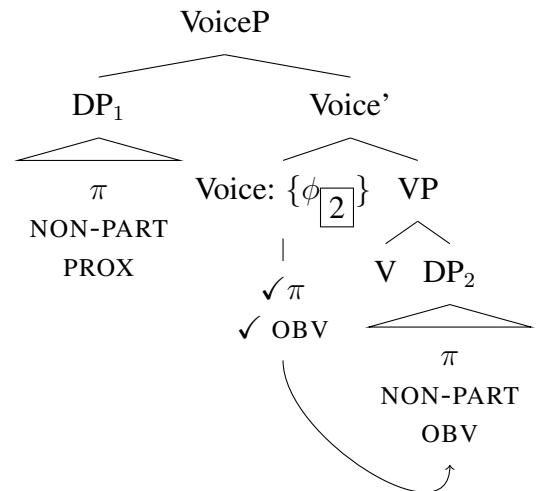 VoiceP
DP₁ Voice’
π Voice: {ϕ 2 } VP
NON-PART
PROX V DP₂
✓π
✓ OBV
π
NON-PART
OBV